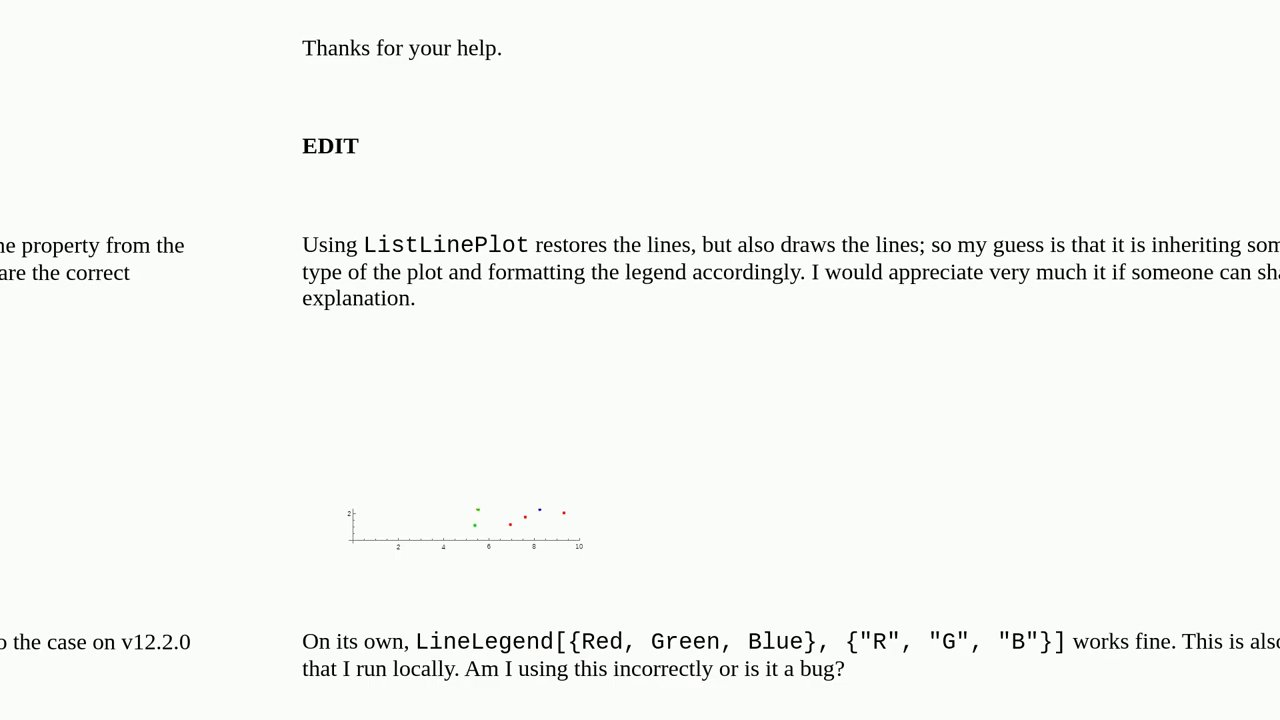 Thanks for your help.
EDIT
property from the
are the correct
Using ListLinePlot restores the lines, but also draws the lines; so my guess is that it is inheriting
type of the plot and formatting the legend accordingly. I would appreciate very much it if someone can
explanation.
2
2 4 6 8 10
the case on v12.2.0
On its own, LineLegend[{Red, Green, Blue}, {"R", "G", "B"}] works fine. This is also
that I run locally. Am I using this incorrectly or is it a bug?